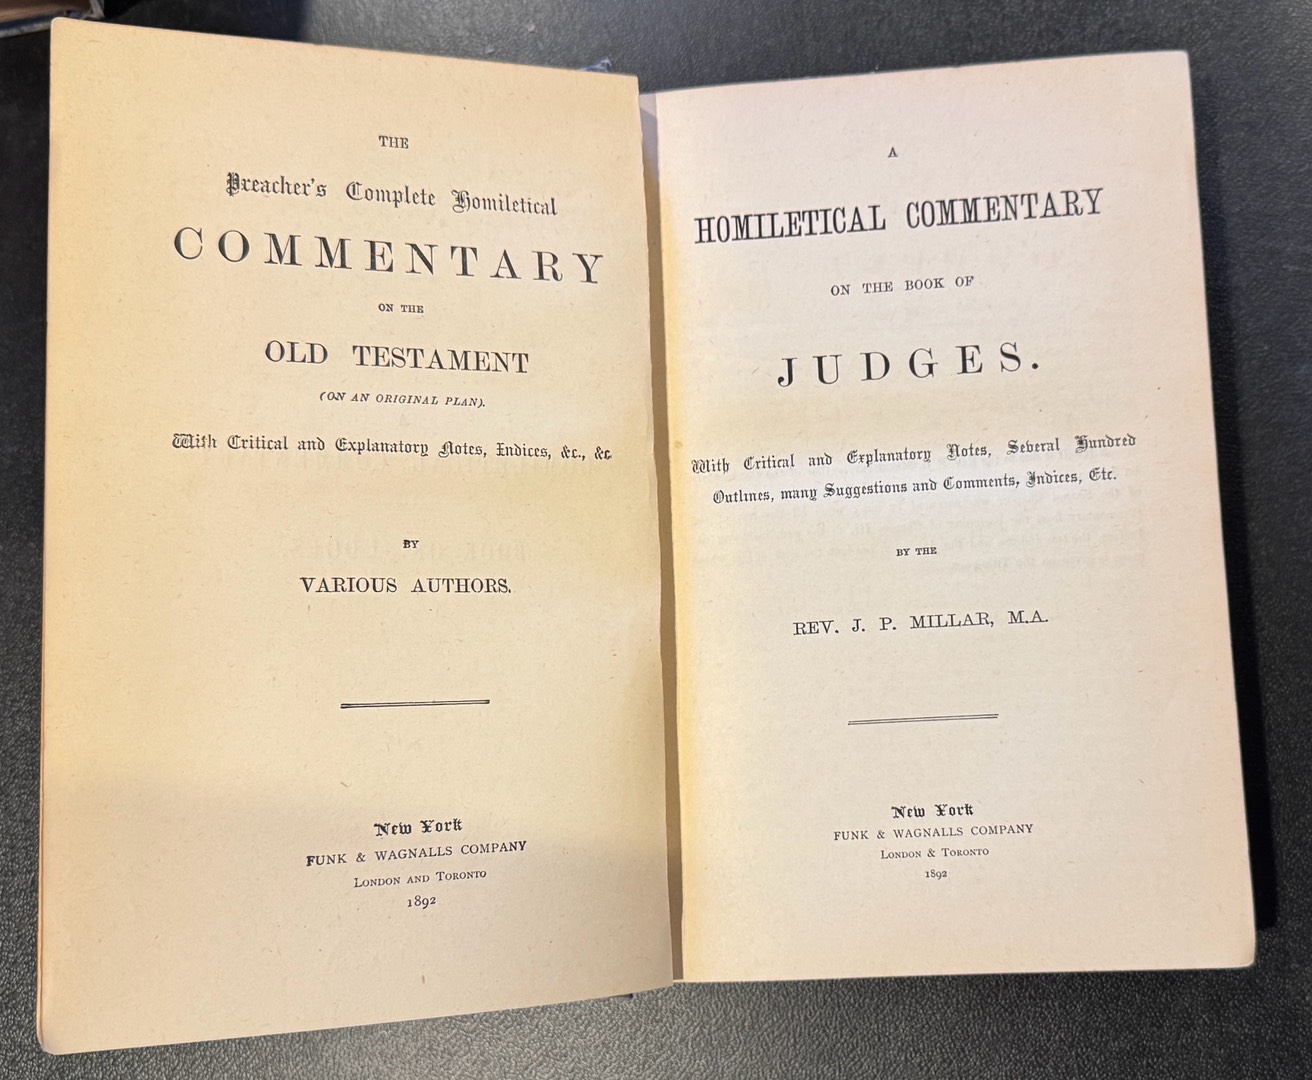 THE
Preacher's Complete Homiletical
COMMENTARY
ON THE
OLD TESTAMENT
(ON AN ORIGINAL PLAN).
With Critical and Explanatory Notes, Indices, &c., &c.
BY
VARIOUS AUTHORS.
New York
FUNK & WAGNALLS COMPANY
LONDON AND TORONTO
1892
A
HOMILETICAL COMMENTARY
ON THE BOOK OF
JUDGES.
With Critical and Explanatory Notes, Several Hundred
Outlines, many Suggestions and Comments, Indices, Etc.
BY THE
REV. J. P. MILLAR, M.A.
New York
FUNK & WAGNALLS COMPANY
LONDON & TORONTO
1892